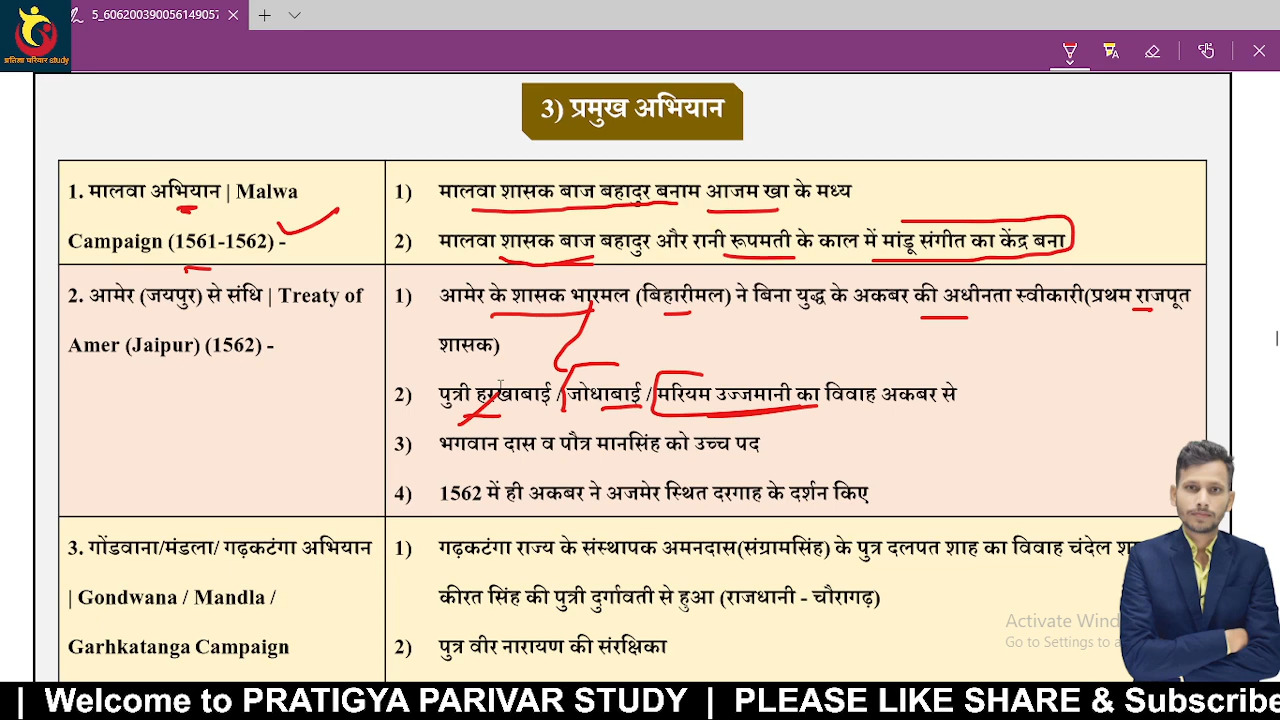 5_606200390056149057
प्रतिज्ञा परिवार study
3) प्रमुख अभियान
1. मालवा अभियान | Malwa
Campaign (1561-1562) -
1) मालवा शासक बाज बहादुर बनाम आजम खा के मध्य
2) मालवा शासक बाज बहादुर और रानी रूपमती के काल में मांडू संगीत का केंद्र बना
2. आमेर (जयपुर) से संधि | Treaty of
Amer (Jaipur) (1562) -
1) आमेर के शासक भारमल (बिहारीमल) ने बिना युद्ध के अकबर की अधीनता स्वीकारी(प्रथम राजपूत
शासक)
2) पुत्री हरखाबाई / जोधाबाई / मरियम उज्जमानी का विवाह अकबर से
3) भगवान दास व पौत्र मानसिंह को उच्च पद
4) 1562 में ही अकबर ने अजमेर स्थित दरगाह के दर्शन किए
3. गोंडवाना/मंडला/ गढ़कटंगा अभियान
| Gondwana / Mandla /
Garhkatanga Campaign
1) गढ़कटंगा राज्य के संस्थापक अमनदास(संग्रामसिंह) के पुत्र दलपत शाह का विवाह चंदेल
कीरत सिंह की पुत्री दुर्गावती से हुआ (राजधानी - चौरागढ़)
2) पुत्र वीर नारायण की संरक्षिका
Activate Wind
Go to Settings to a
| Welcome to PRATIGYA PARIVAR STUDY | PLEASE LIKE SHARE & Subscribe